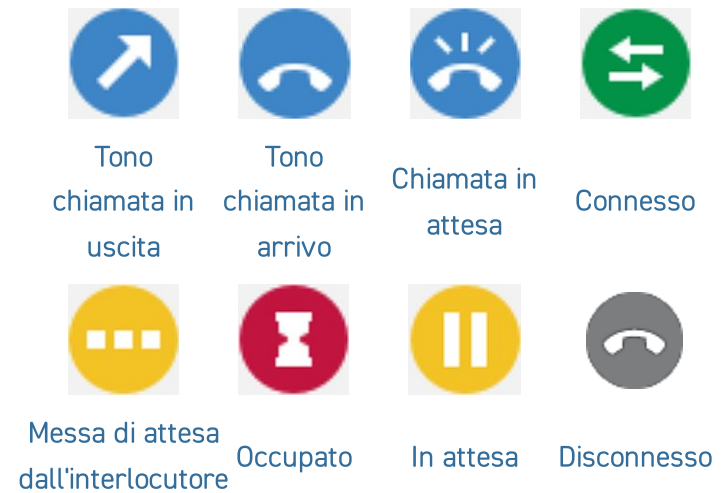 Tono
chiamata in
uscita
Tono
chiamata in
arrivo
Chiamata in
attesa
Connesso
Messa di attesa
dall'interlocutore
Occupato
In attesa
Disconnesso